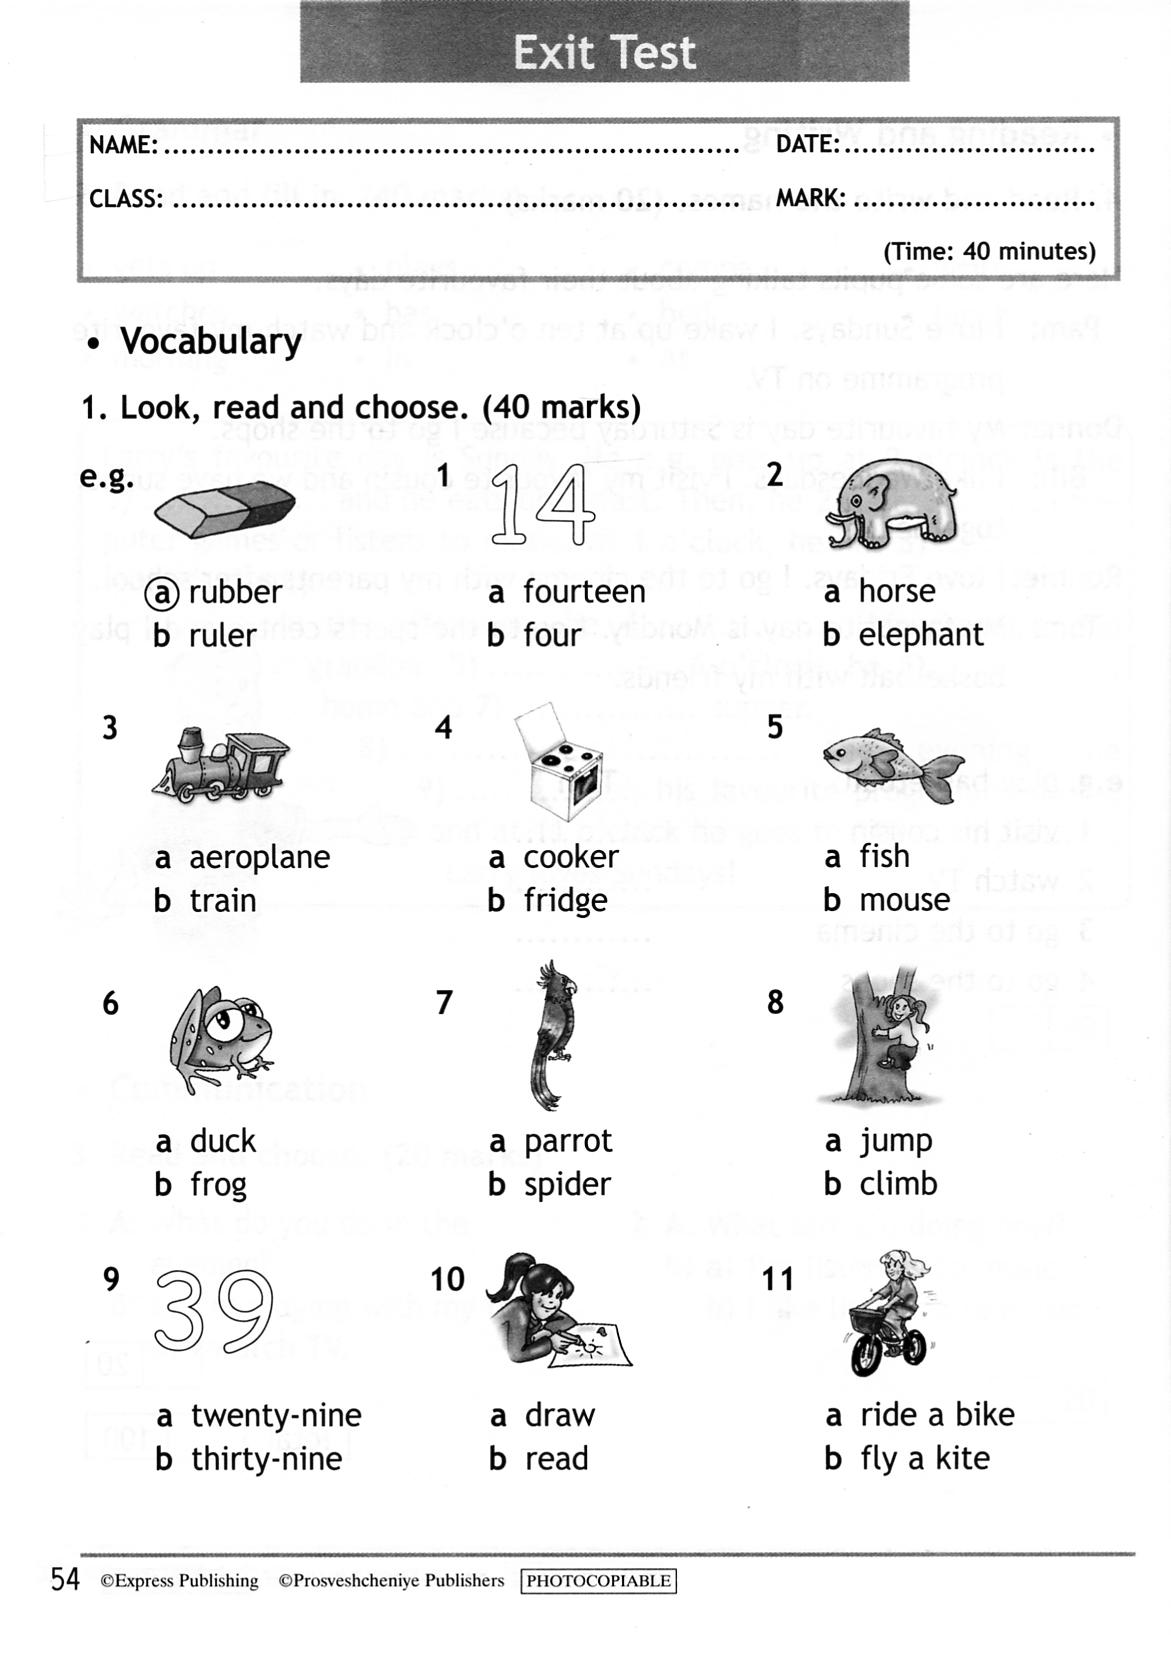 Exit Test
NAME: ........................................................................ DATE: ...............................
CLASS: ........................................................................ MARK: ..............................
(Time: 40 minutes)
• Vocabulary
1. Look, read and choose. (40 marks)
e.g.
1
14
2
a rubber
b ruler
a fourteen
b four
a horse
b elephant
3
4
5
a aeroplane
b train
a cooker
b fridge
a fish
b mouse
6
7
8
a duck
b frog
a parrot
b spider
a jump
b climb
9
39
10
11
a twenty-nine
b thirty-nine
a draw
b read
a ride a bike
b fly a kite
54 ©Express Publishing ©Prosveshcheniye Publishers PHOTOCOPIABLE